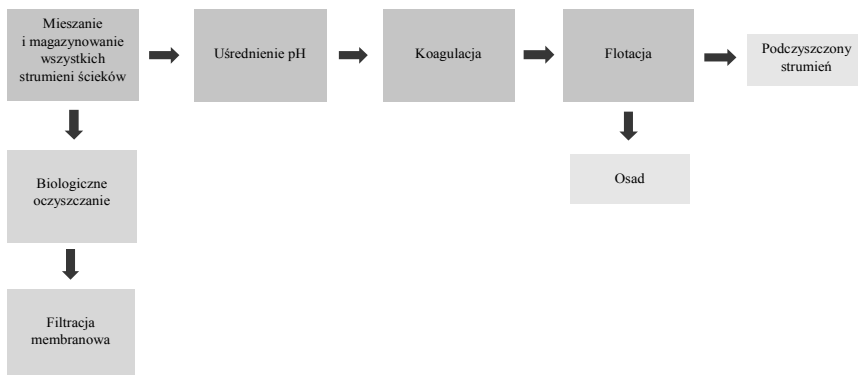 Mieszanie
i magazynowanie
wszystkich
strumieni ścieków
Uśrednienie pH
Koagulacja
Flotacja
Podczyszczony
strumień
Biologiczne
oczyszczanie
Osad
Filtracja
membranowa